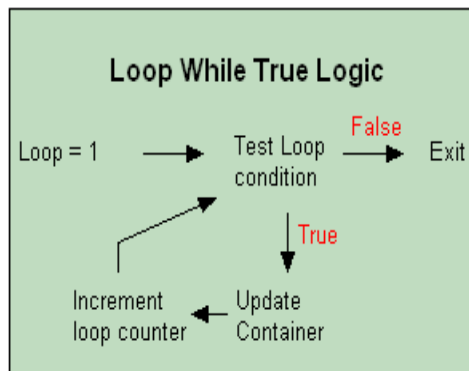 Loop While True Logic
False
Loop = 1
Test Loop
condition
Exit
True
Increment
loop counter
Update
Container